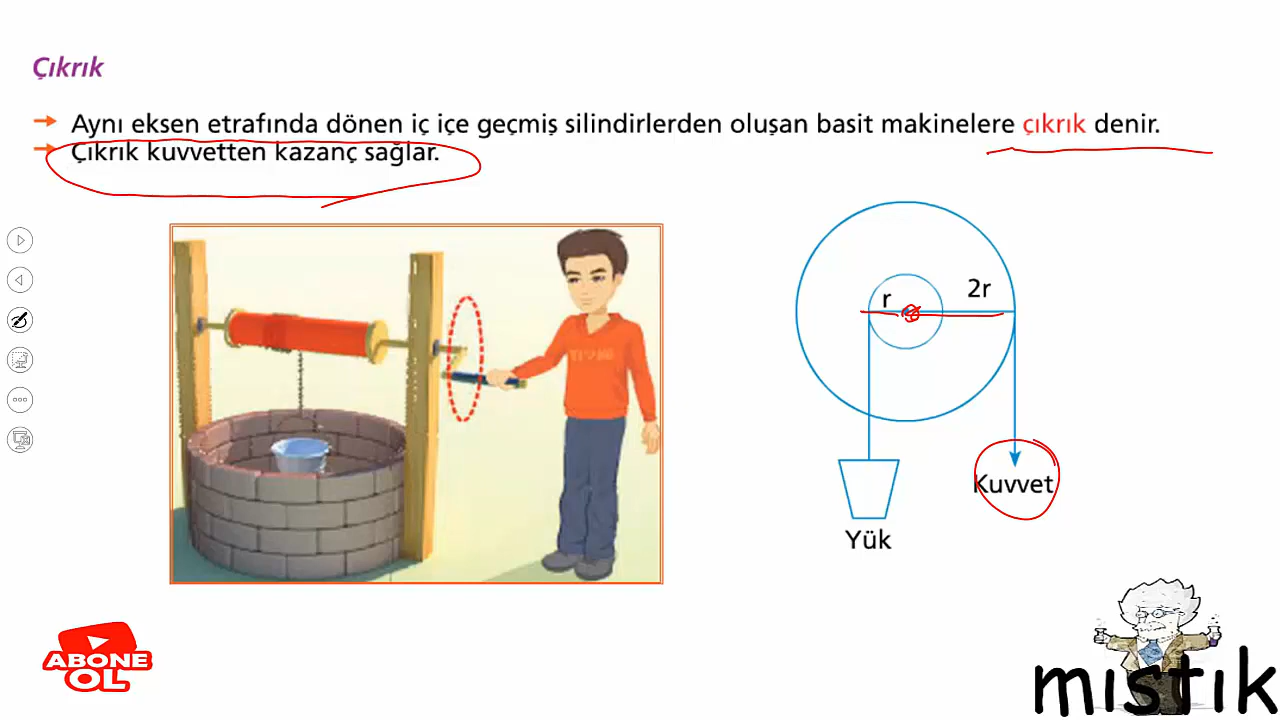 Çıkrık
Aynı eksen etrafında dönen iç içe geçmiş silindirlerden oluşan basit makinelere çıkrık denir.
Çıkrık kuvvetten kazanç sağlar.
r
2r
Kuvvet
Yük
ABONE
OL
mıstık